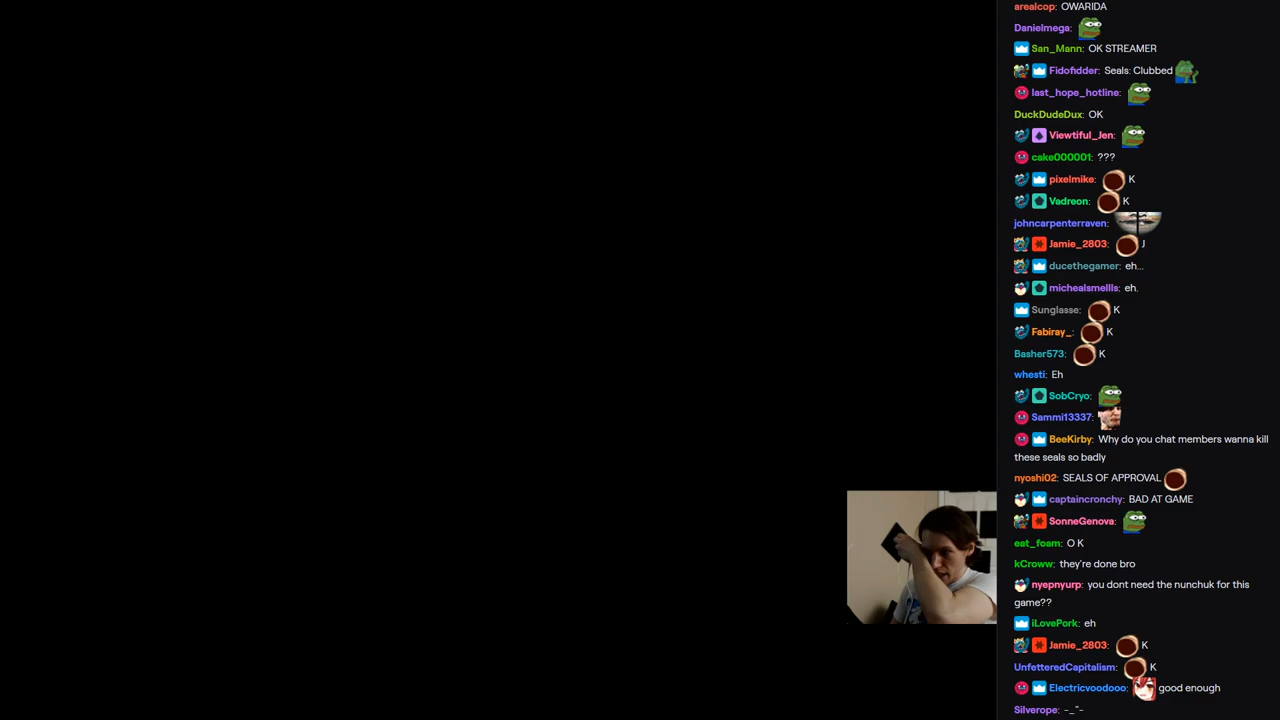 arealcop: OWARIDA
Danielmega:
San_Mann: OK STREAMER
Fidofidder: Seals: Clubbed
last_hope_hotline:
DuckDudeDux: OK
Viewtiful_Jen:
cake000001: ???
pixelmike: K
Vadreon: K
johncarpenterraven:
Jamie_2803: J
ducethegamer: eh...
michealsmellls: eh.
Sunglasse: K
Fabiray_: K
Basher573: K
whesti: Eh
SobCryo:
Sammi13337:
BeeKirby: Why do you chat members wanna kill
these seals so badly
nyoshi02: SEALS OF APPROVAL
captaincronchy: BAD AT GAME
SonneGenova:
eat_foam: O K
kCroww: they're done bro
nyepnyurp: you dont need the nunchuk for this
game??
iLovePork: eh
Jamie_2803: K
UnfetteredCapitalism: K
Electricvoodooo: good enough
Silverope: -_"-